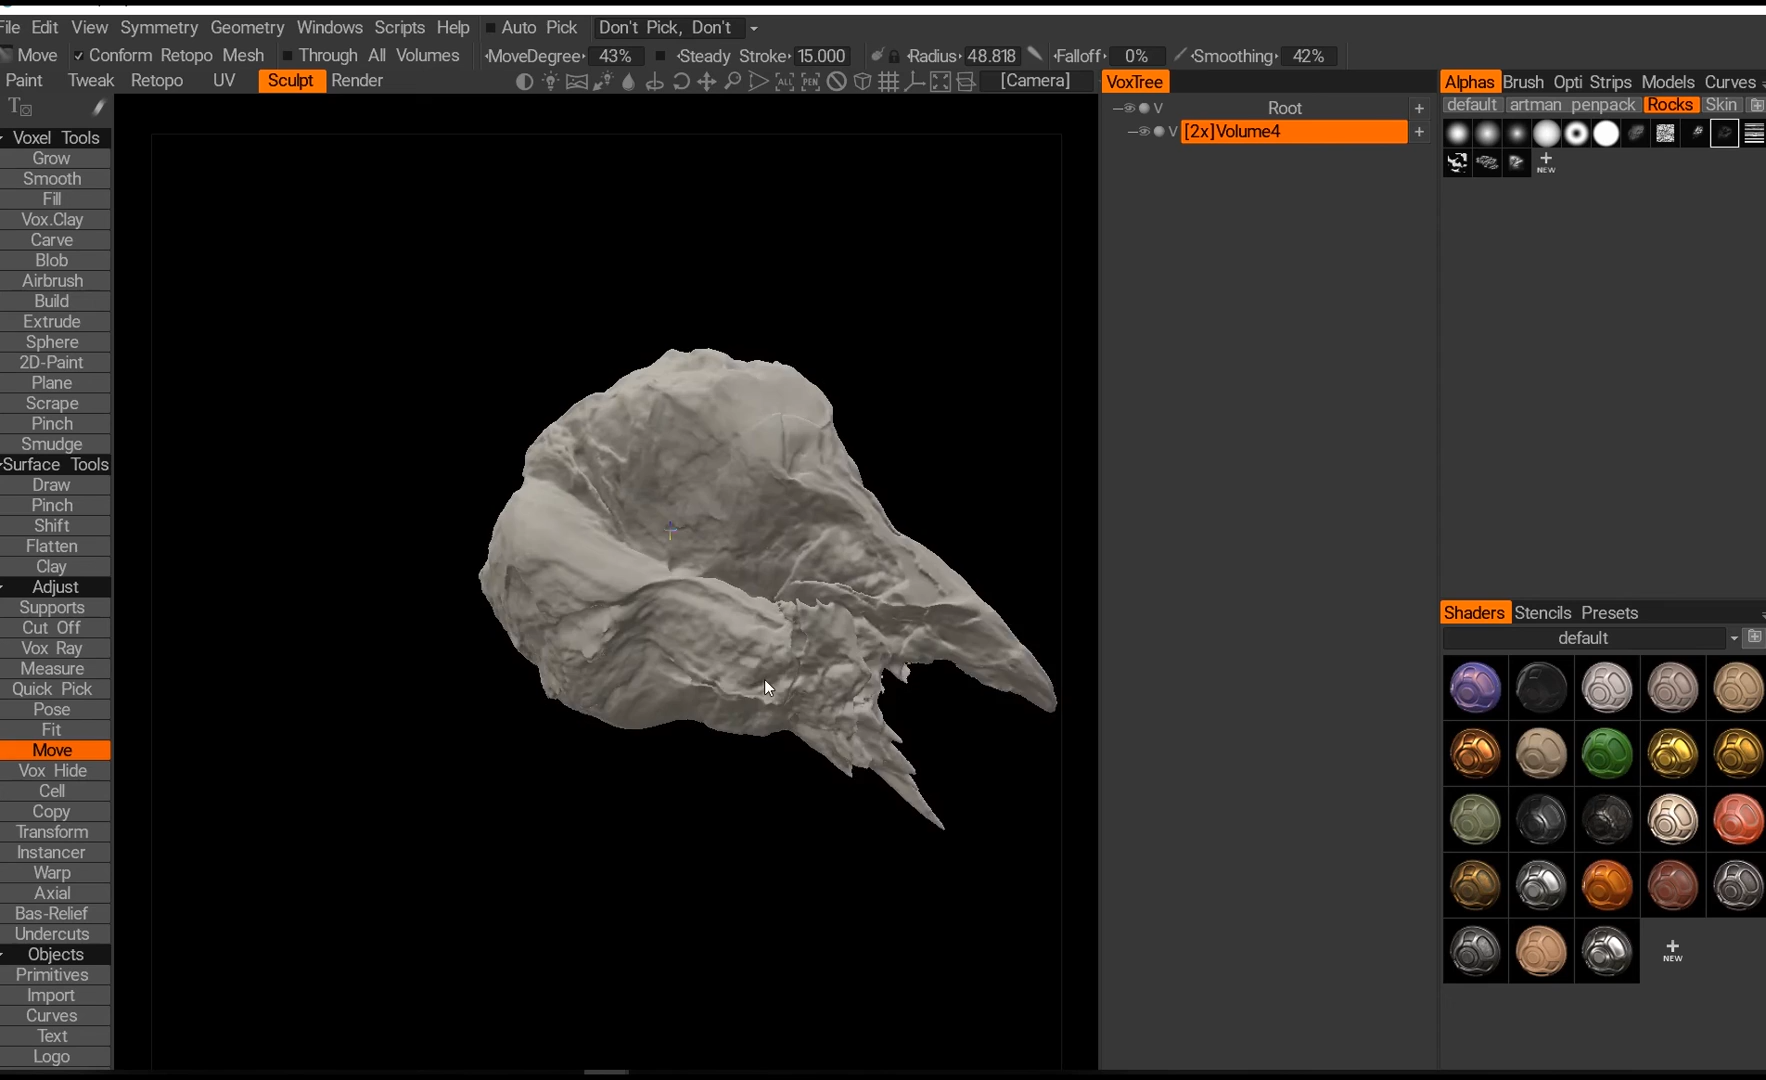 File Edit View Symmetry Geometry Windows Scripts Help Auto Pick Don't Pick, Don't
Move Conform Retopo Mesh Through All Volumes MoveDegree 43% Steady Stroke 15.000 Radius 48.818 Falloff 0% Smoothing 42%
Paint Tweak Retopo UV Sculpt Render ALL PEN [Camera] VoxTree Alphas Brush Opti Strips Models Curves
default artman penpack Rocks Skin
Root
[2x]Volume4
NEW
Voxel Tools
Grow
Smooth
Fill
Vox.Clay
Carve
Blob
Airbrush
Build
Extrude
Sphere
2D-Paint
Plane
Scrape
Pinch
Smudge
Surface Tools
Draw
Pinch
Shift
Flatten
Clay
Adjust
Supports
Cut Off
Vox Ray
Measure
Quick Pick
Pose
Fit
Move
Vox Hide
Cell
Copy
Transform
Instancer
Warp
Axial
Bas-Relief
Undercuts
Objects
Primitives
Import
Curves
Text
Logo
Shaders Stencils Presets
default
NEW